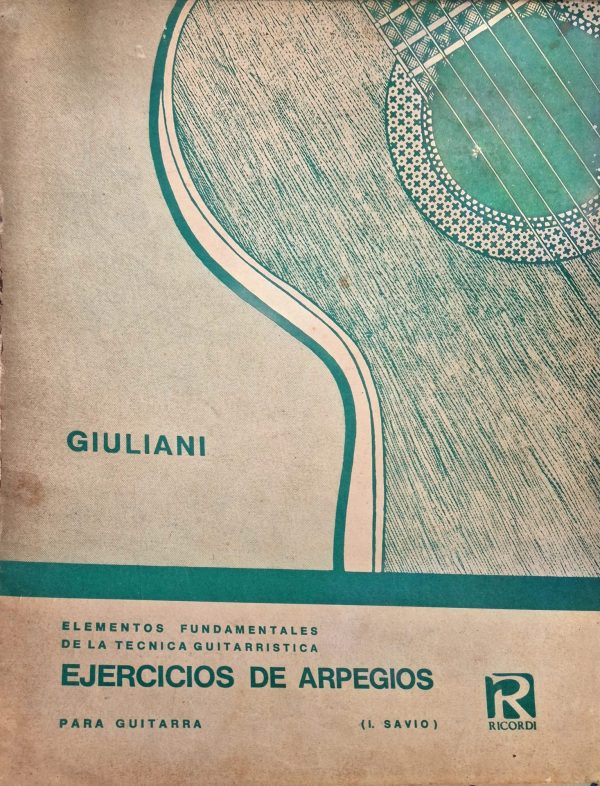 GIULIANI
ELEMENTOS FUNDAMENTALES
DE LA TECNICA GUITARRISTICA
EJERCICIOS DE ARPEGIOS
PARA GUITARRA (I. SAVIO)
RICORDI